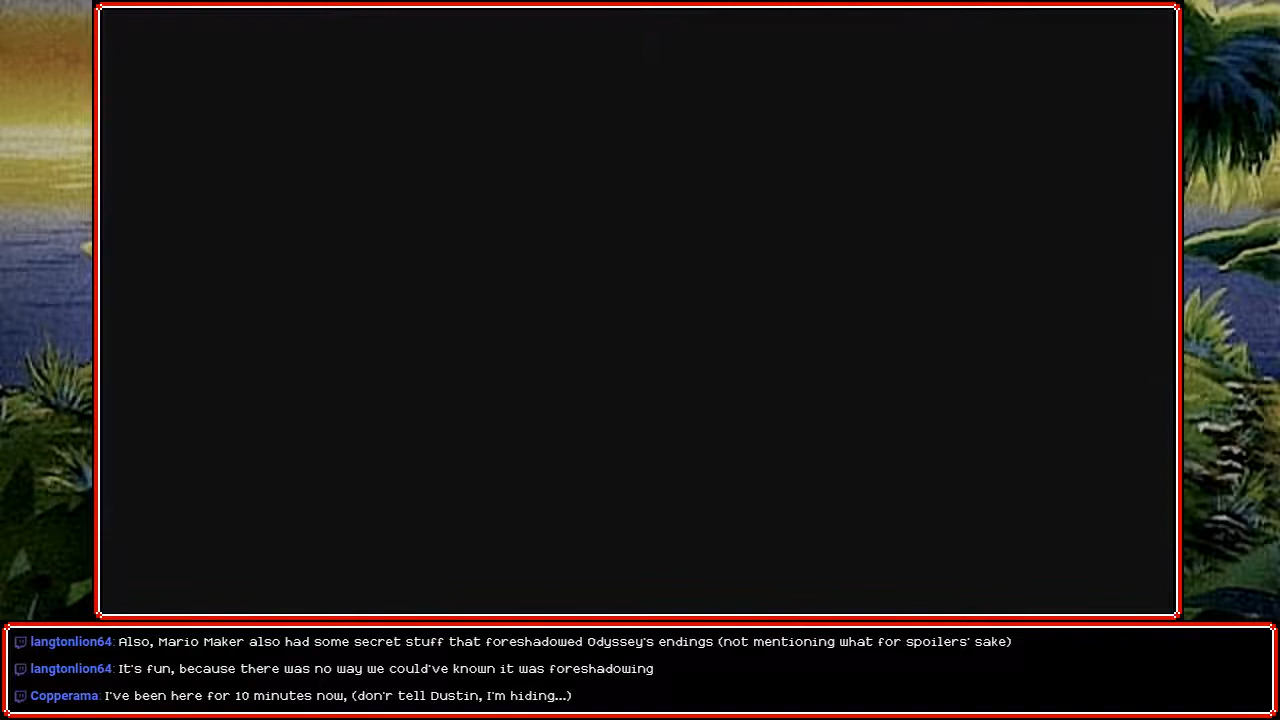 langtonlion64: Also, Mario Maker also had some secret stuff that foreshadowed Odyssey's endings (not mentioning what for spoilers' sake)
langtonlion64: It's fun, because there was no way we could've known it was foreshadowing
Copperama: I've been here for 10 minutes now, (don'r tell Dustin, I'm hiding...)